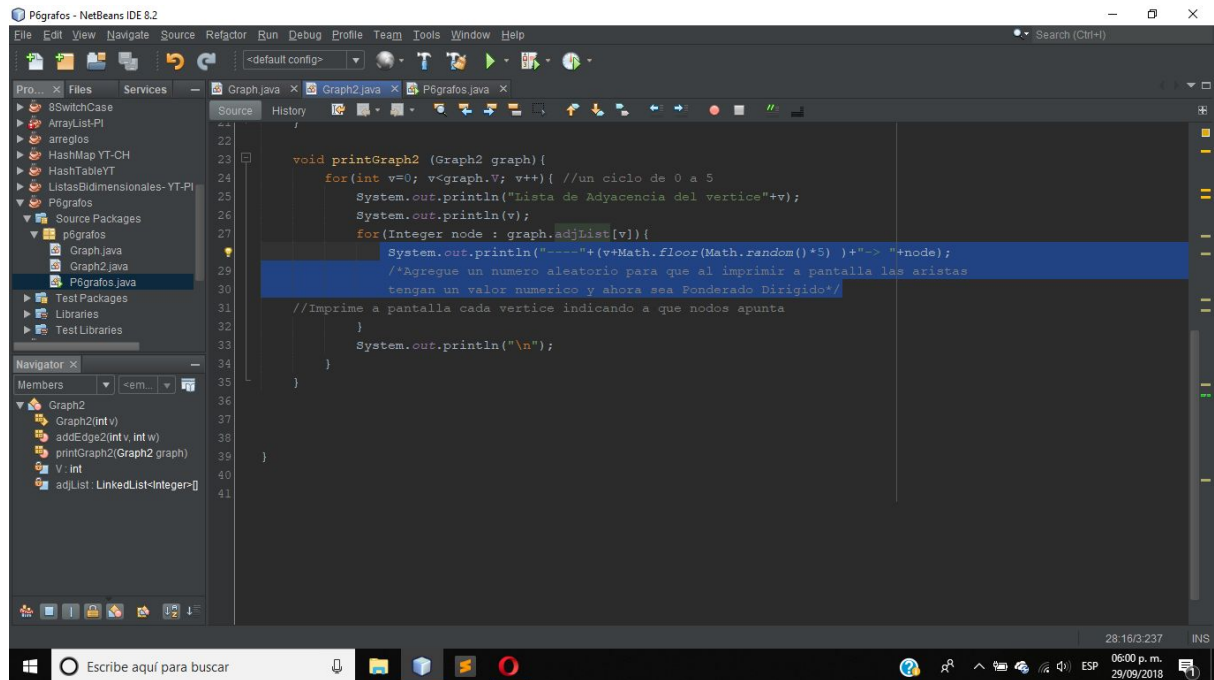 P6grafos - NetBeans IDE 8.2
File Edit View Navigate Source Refactor Run Debug Profile Team Tools Window Help
Search (Ctrl+I)
<default config>
Pro... × Files Services
Graph.java × Graph2.java × P6grafos.java ×
Source History
8SwitchCase
ArrayList-PI
arreglos
HashMap YT-CH
HashTableYT
ListasBidimensionales- YT-PI
P6grafos
Source Packages
p6grafos
Graph.java
Graph2.java
P6grafos.java
Test Packages
Libraries
Test Libraries
Navigator ×
Members <em...
Graph2
Graph2(int v)
addEdge2(int v, int w)
printGraph2(Graph2 graph)
V : int
adjList : LinkedList<Integer>[]
21 }
22
23 void printGraph2 (Graph2 graph){
24 for(int v=0; v<graph.V; v++){ //un ciclo de 0 a 5
25 System.out.println("Lista de Adyacencia del vertice"+v);
26 System.out.println(v);
27 for(Integer node : graph.adjList[v]){
System.out.println("----"+(v+Math.floor(Math.random()*5) )+"-> "+node);
29 /*Agregue un numero aleatorio para que al imprimir a pantalla las aristas
30 tengan un valor numerico y ahora sea Ponderado Dirigido*/
31 //Imprime a pantalla cada vertice indicando a que nodos apunta
32 }
33 System.out.println("\n");
34 }
35 }
36
37
38
39 }
40
41
28:16/3:237 INS
Escribe aquí para buscar
ESP
06:00 p. m.
29/09/2018